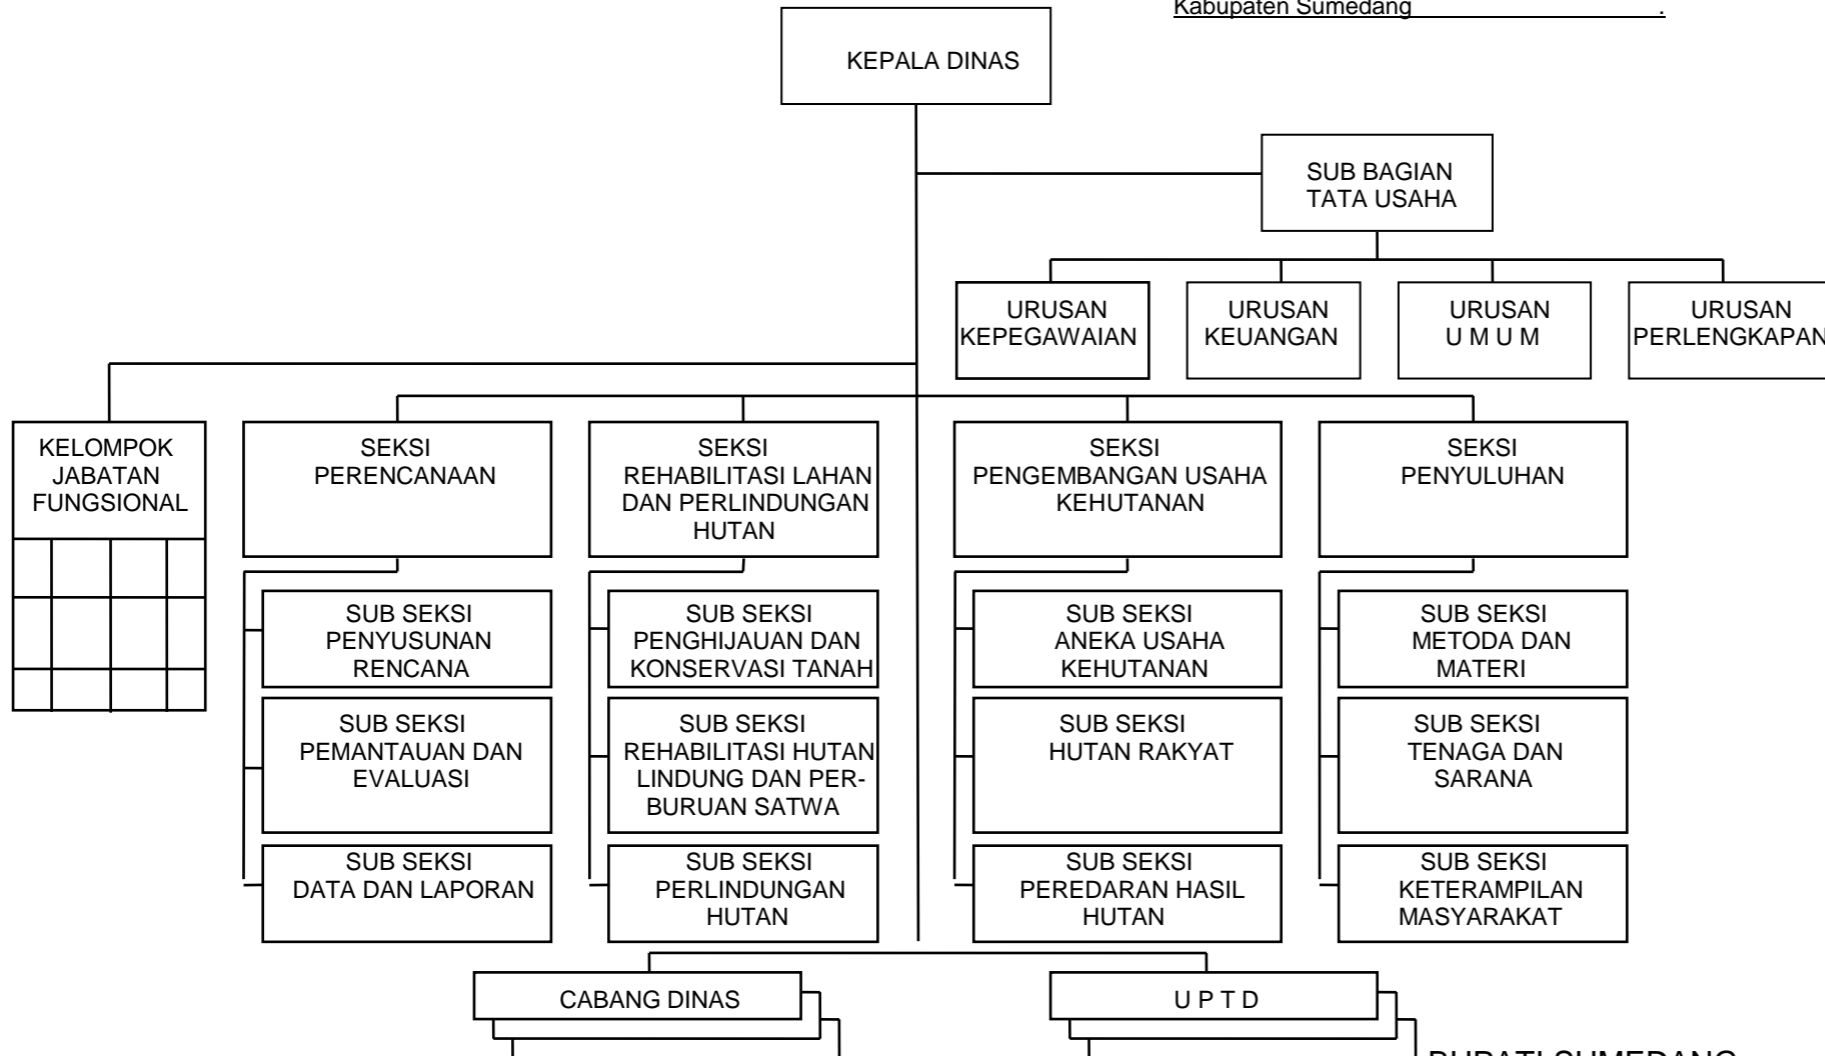 Kabupaten Sumedang .
KEPALA DINAS
SUB BAGIAN
TATA USAHA
URUSAN
KEPEGAWAIAN
URUSAN
KEUANGAN
URUSAN
U M U M
URUSAN
PERLENGKAPAN
KELOMPOK
JABATAN
FUNGSIONAL
SEKSI
PERENCANAAN
SEKSI
REHABILITASI LAHAN
DAN PERLINDUNGAN
HUTAN
SEKSI
PENGEMBANGAN USAHA
KEHUTANAN
SEKSI
PENYULUHAN
SUB SEKSI
PENYUSUNAN
RENCANA
SUB SEKSI
PENGHIJAUAN DAN
KONSERVASI TANAH
SUB SEKSI
ANEKA USAHA
KEHUTANAN
SUB SEKSI
METODA DAN
MATERI
SUB SEKSI
PEMANTAUAN DAN
EVALUASI
SUB SEKSI
REHABILITASI HUTAN
LINDUNG DAN PER-
BURUAN SATWA
SUB SEKSI
HUTAN RAKYAT
SUB SEKSI
TENAGA DAN
SARANA
SUB SEKSI
DATA DAN LAPORAN
SUB SEKSI
PERLINDUNGAN
HUTAN
SUB SEKSI
PEREDARAN HASIL
HUTAN
SUB SEKSI
KETERAMPILAN
MASYARAKAT
CABANG DINAS
U P T D
BUPATI SUMEDANG